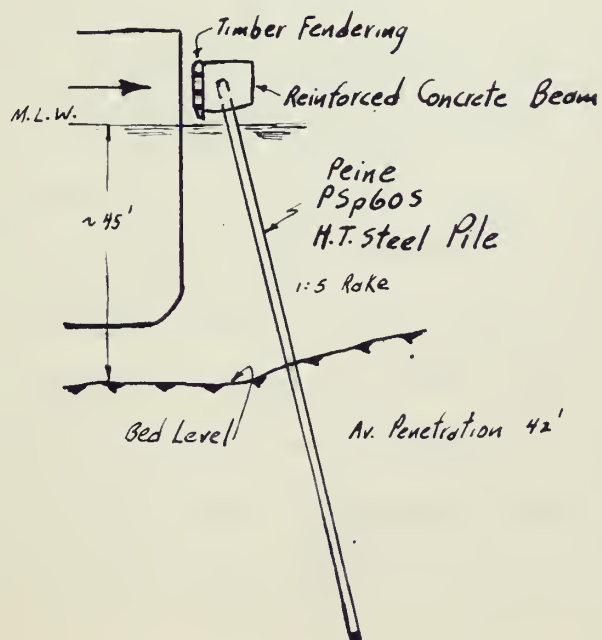 Timber Fendering
Reinforced Concrete Beam
M.L.W.
Peine
PSp60S
H.T. Steel Pile
~ 45'
1:5 Rake
Bed Level
Av. Penetration 42'